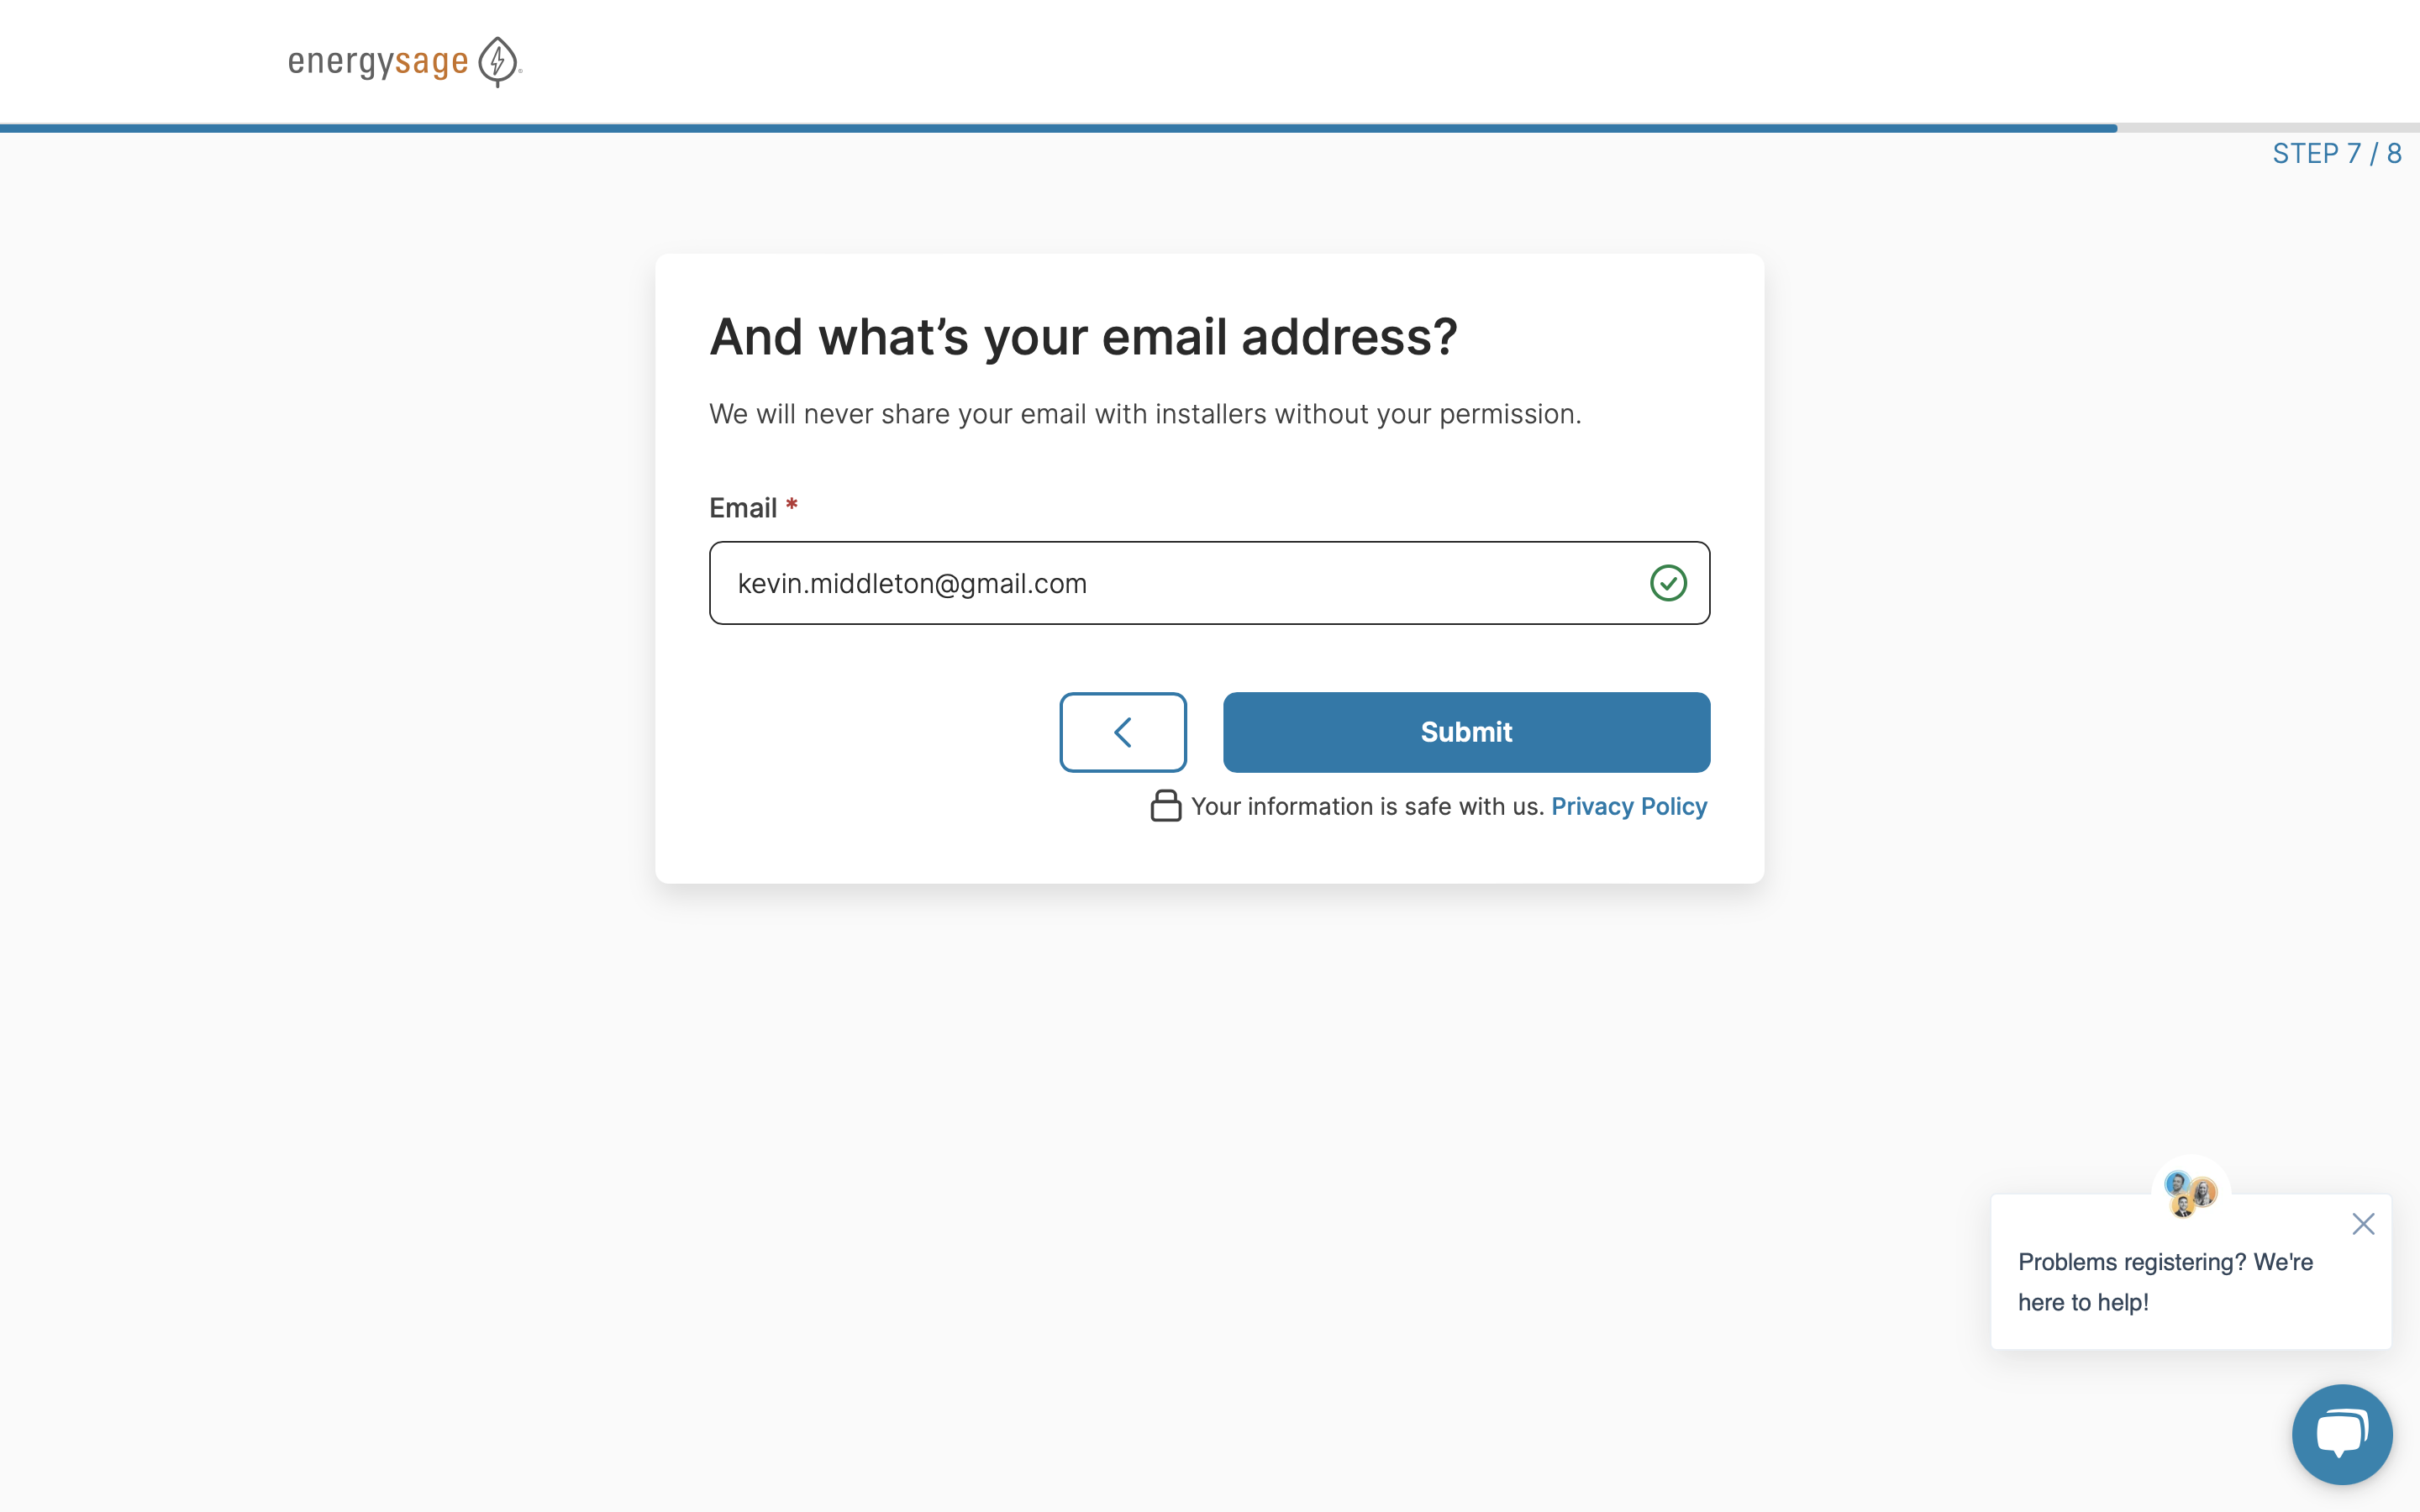 energysage
STEP 7 / 8
And what’s your email address?
We will never share your email with installers without your permission.
Email *
kevin.middleton@gmail.com
Submit
Your information is safe with us. Privacy Policy
Problems registering? We're
here to help!